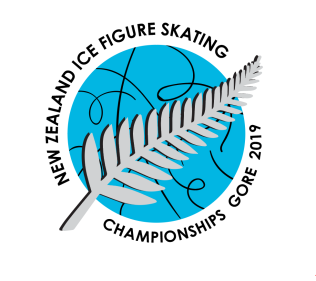 NEW ZEALAND ICE FIGURE SKATING
CHAMPIONSHIPS GORE 2019